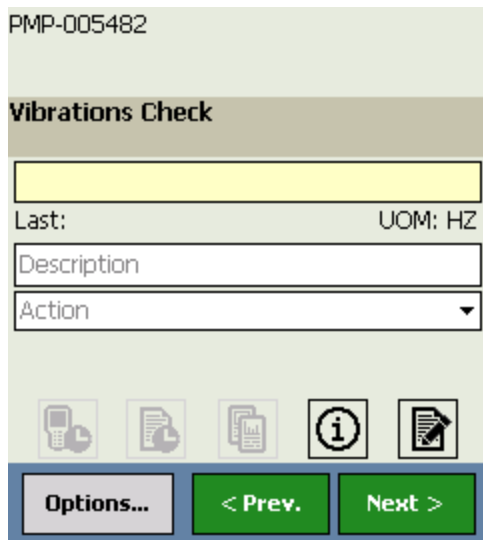 PMP-005482
Vibrations Check
Last: UOM: HZ
Description
Action
Options... < Prev. Next >